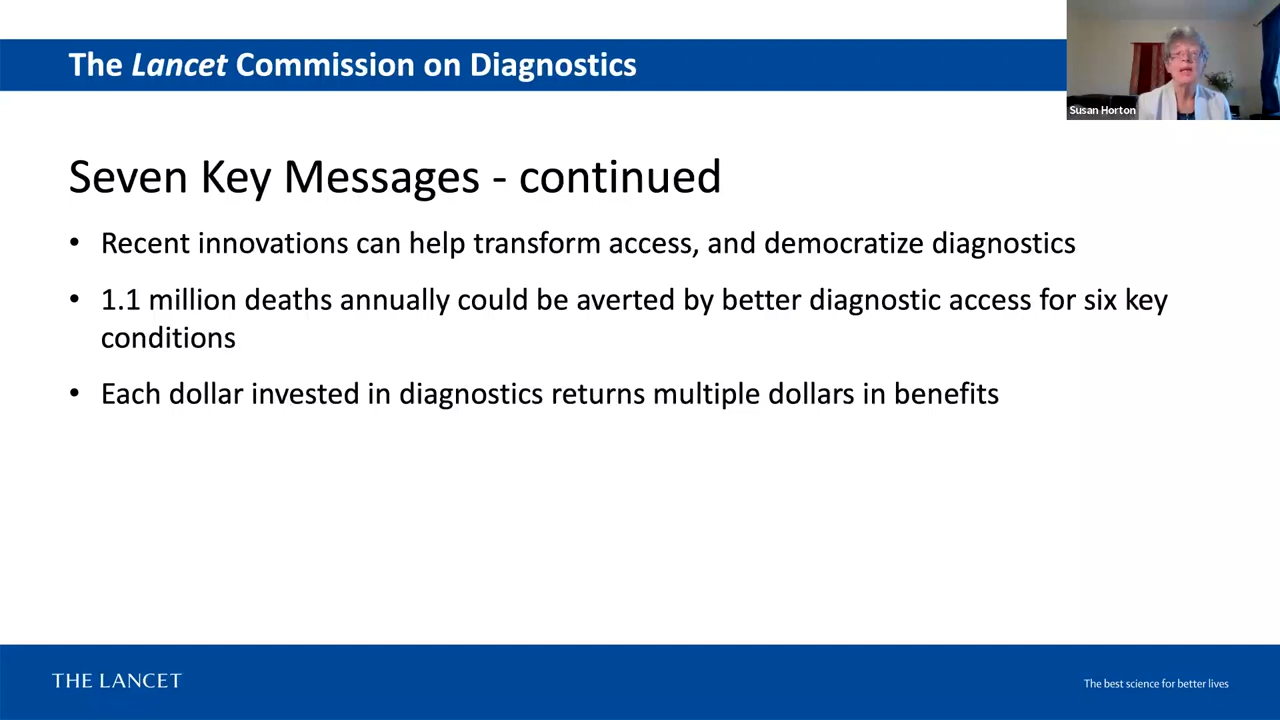 The Lancet Commission on Diagnostics
Susan Horton
Seven Key Messages - continued
• Recent innovations can help transform access, and democratize diagnostics
• 1.1 million deaths annually could be averted by better diagnostic access for six key
conditions
• Each dollar invested in diagnostics returns multiple dollars in benefits
THE LANCET
The best science for better lives